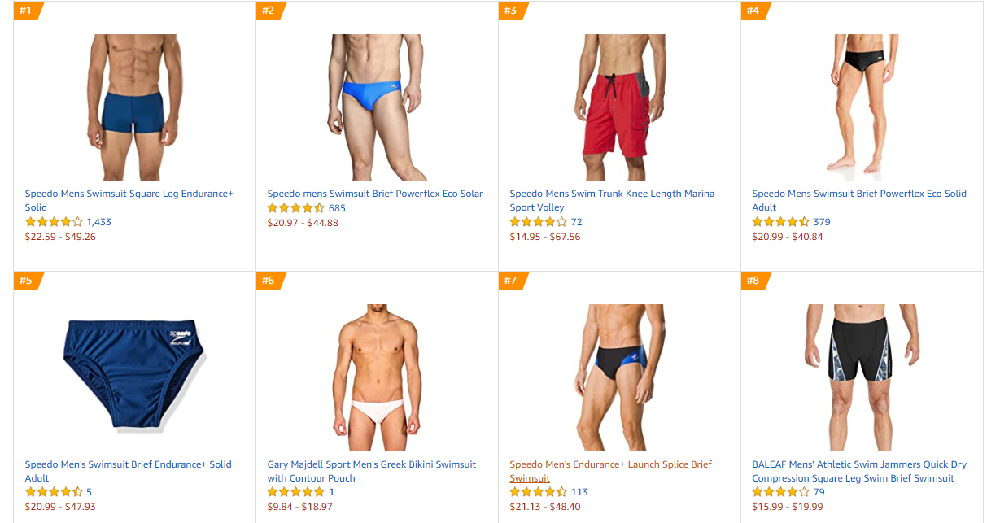 #1
#2
#3
#4
Speedo Mens Swimsuit Square Leg Endurance+
Solid
1,433
$22.59 - $49.26
Speedo mens Swimsuit Brief Powerflex Eco Solar
685
$20.97 - $44.88
Speedo Mens Swim Trunk Knee Length Marina
Sport Volley
72
$14.95 - $67.56
Speedo Mens Swimsuit Brief Powerflex Eco Solid
Adult
379
$20.99 - $40.84
#5
#6
#7
#8
speedo
Speedo Men's Swimsuit Brief Endurance+ Solid
Adult
5
$20.99 - $47.93
Gary Majdell Sport Men's Greek Bikini Swimsuit
with Contour Pouch
1
$9.84 - $18.97
Speedo Men's Endurance+ Launch Splice Brief
Swimsuit
113
$21.13 - $48.40
BALEAF Mens' Athletic Swim Jammers Quick Dry
Compression Square Leg Swim Brief Swimsuit
79
$15.99 - $19.99